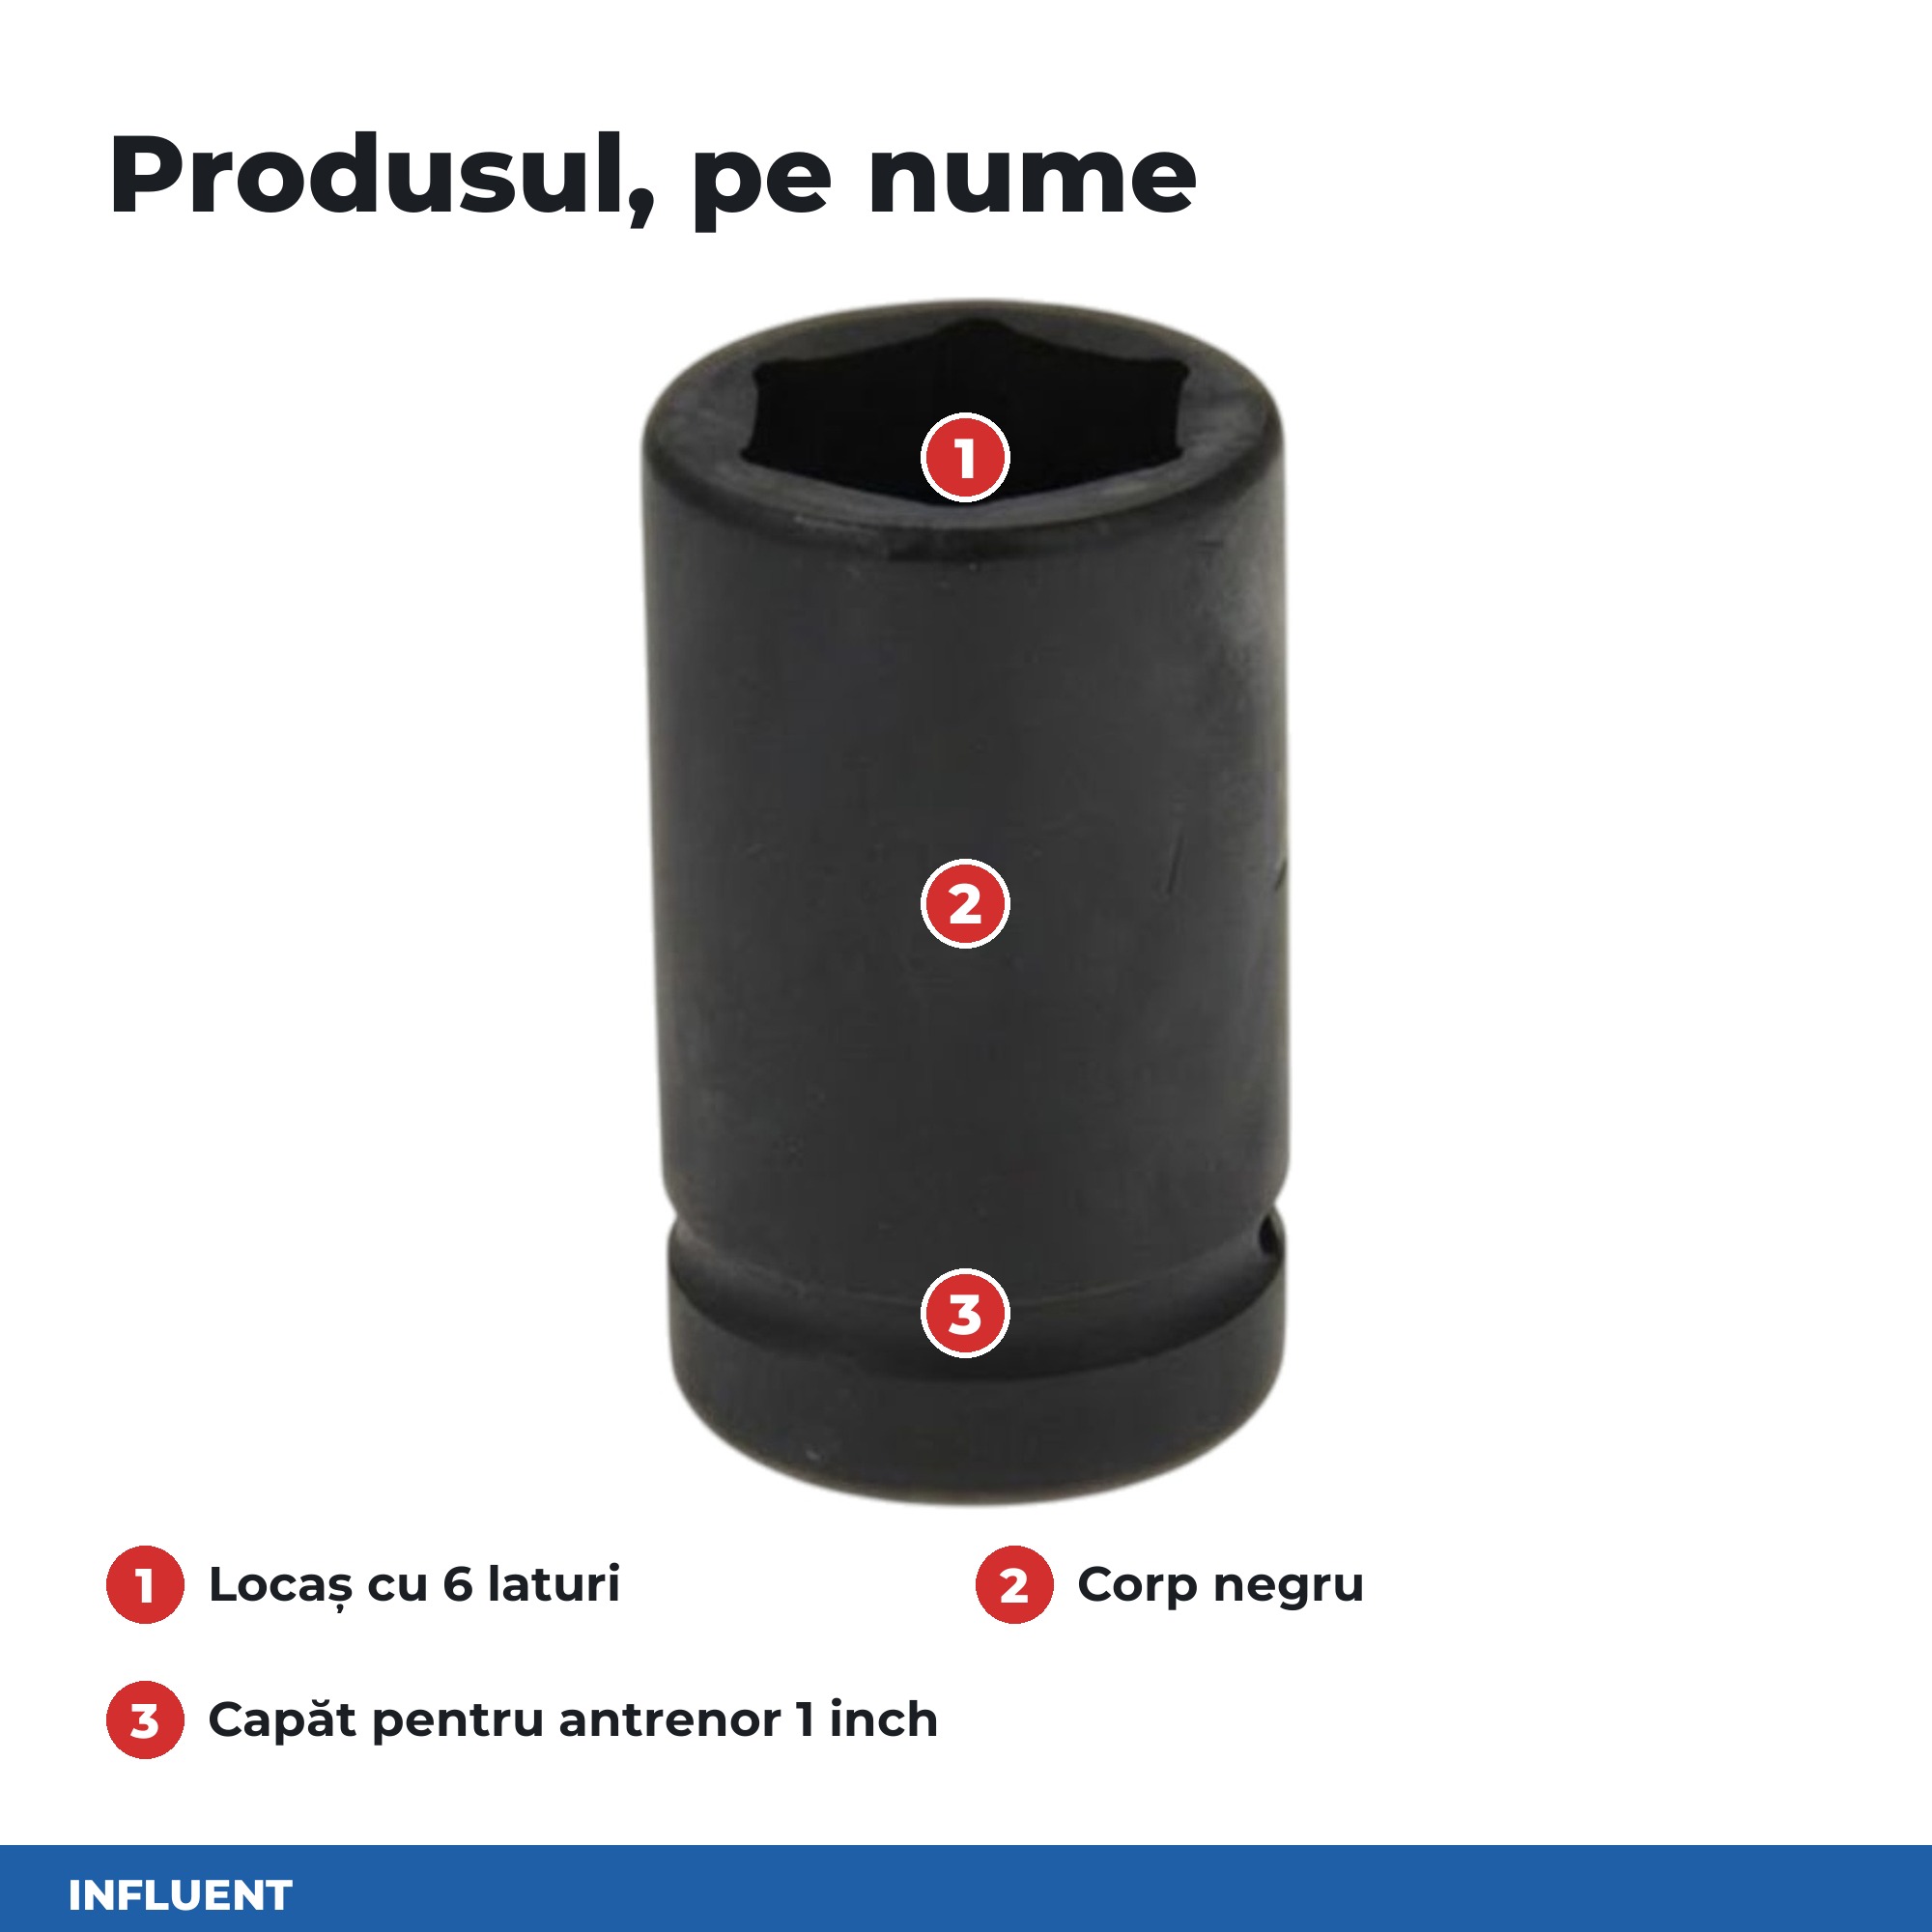 Produsul, pe nume
1
2
3
1 Locaș cu 6 laturi
2 Corp negru
3 Capăt pentru antrenor 1 inch
INFLUENT